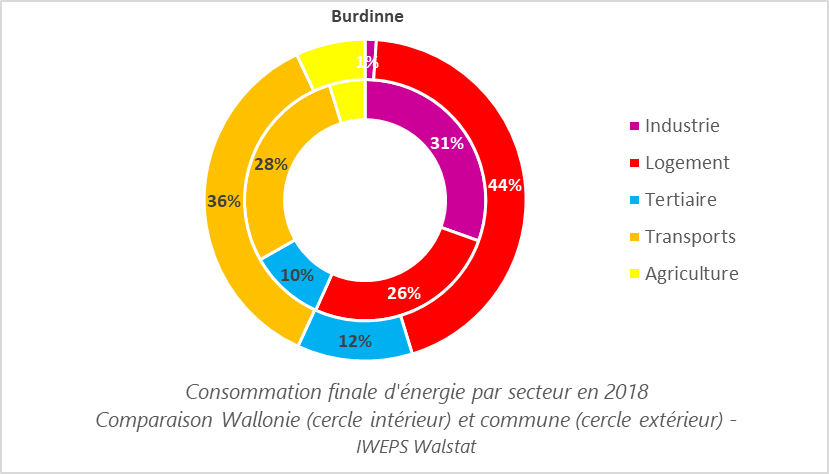 Burdinne
1%
31%
44%
28%
36%
10%
26%
12%
Industrie
Logement
Tertiaire
Transports
Agriculture
Consommation finale d'énergie par secteur en 2018
Comparaison Wallonie (cercle intérieur) et commune (cercle extérieur) -
IWEPS Walstat